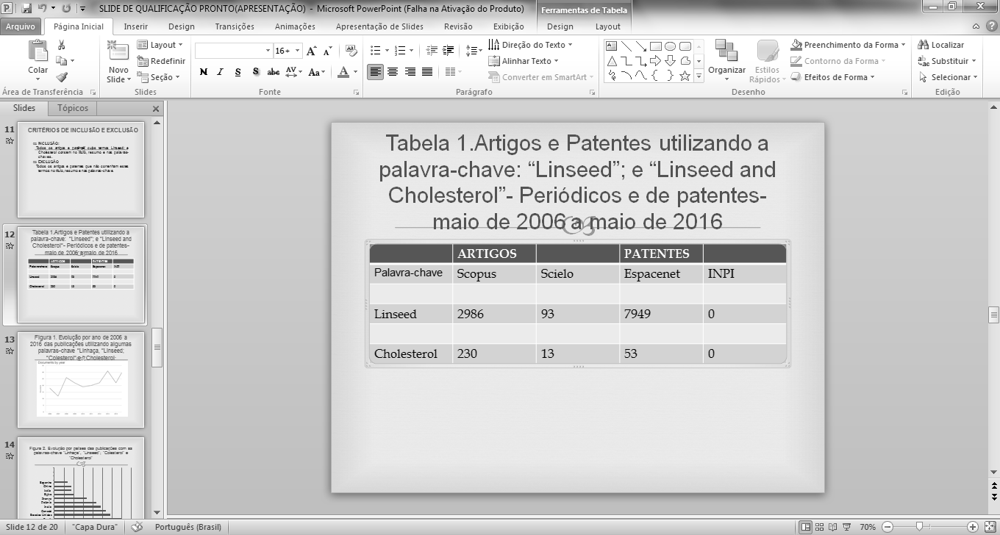 SLIDE DE QUALIFICAÇÃO PRONTO(APRESENTAÇÃO) - Microsoft PowerPoint (Falha na Ativação do Produto)
Ferramentas de Tabela
Arquivo Página Inicial Inserir Design Transições Animações Apresentação de Slides Revisão Exibição Design Layout
Colar
Área de Transferência
Novo Slide
Layout
Redefinir
Seção
Slides
16+
N I S S abc AV Aa A
Fonte
Direção do Texto
Alinhar Texto
Converter em SmartArt
Parágrafo
Organizar
Estilos Rápidos
Preenchimento da Forma
Contorno da Forma
Efeitos de Forma
Desenho
Localizar
Substituir
Selecionar
Edição
Slides Tópicos
11
CRITÉRIOS DE INCLUSÃO E EXCLUSÃO
INCLUSÃO:
Todos os artigos e patentes cujos termos Linseed; e
Cholesterol constem no título, resumo e nas palavras-
chaves.
EXCLUSÃO
Todos os artigos e patentes que não contenham estes
termos no título, resumo e nas palavras-chave.
12
Tabela 1.Artigos e Patentes utilizando a
palavra-chave: “Linseed”; e “Linseed and
Cholesterol”- Periódicos e de patentes-
maio de 2006 a maio de 2016
13
Figura 1. Evolução por ano de 2006 a
2016 das publicações utilizando algumas
palavras-chave “Linhaça, “Linseed;
Documents by year
14
Figura 2. Evolução por países das publicações com as
palavras-chave “Linhaça”, “Linseed”; “Colesterol” e
“Cholesterol”
Tabela 1.Artigos e Patentes utilizando a
palavra-chave: “Linseed”; e “Linseed and
Cholesterol”- Periódicos e de patentes-
maio de 2006 a maio de 2016
ARTIGOS PATENTES
Palavra-chave Scopus Scielo Espacenet INPI
Linseed 2986 93 7949 0
Cholesterol 230 13 53 0
Slide 12 de 20 "Capa Dura" Português (Brasil) 70%